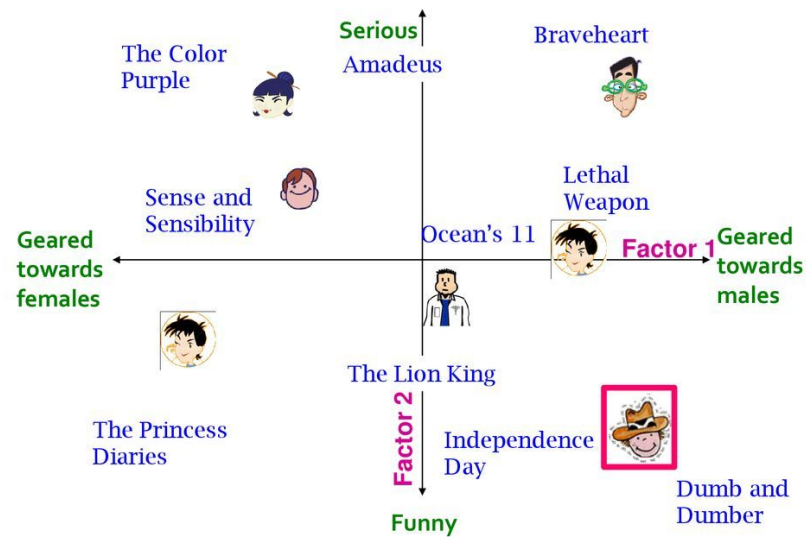 Serious
Braveheart
The Color
Purple
Amadeus
Lethal
Weapon
Sense and
Sensibility
Ocean's 11
Geared
towards
females
Factor 1
Geared
towards
males
The Lion King
Factor 2
The Princess
Diaries
Independence
Day
Dumb and
Dumber
Funny